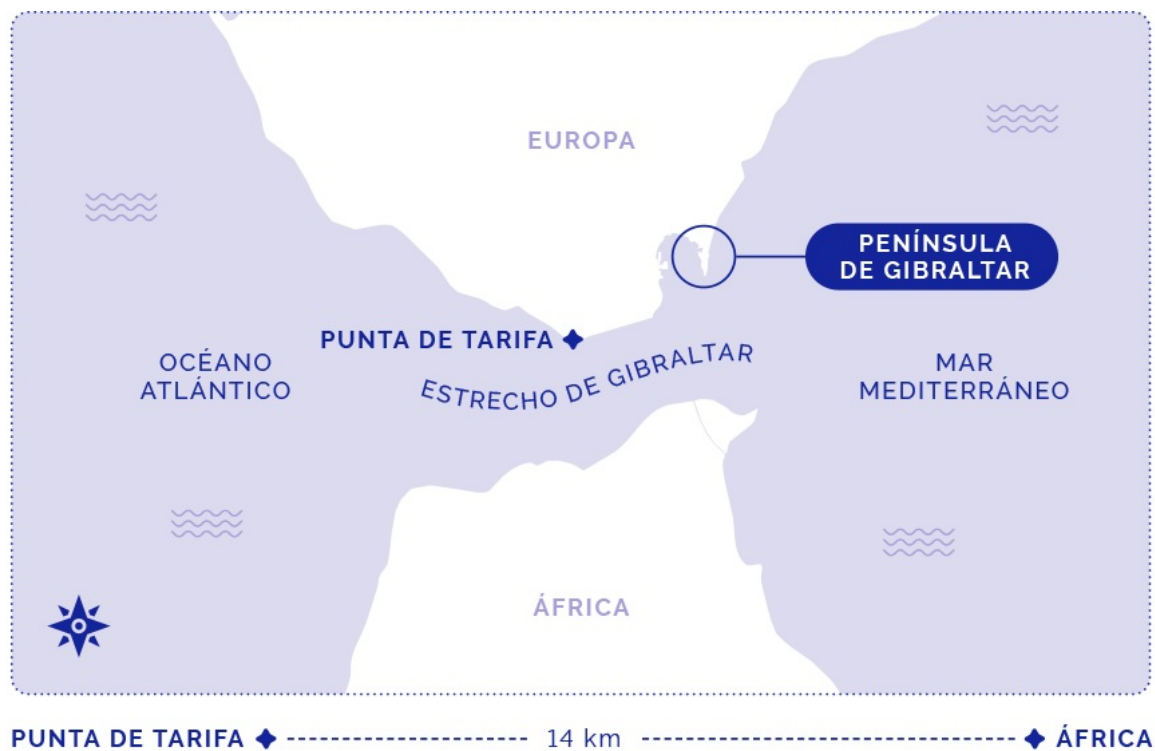 EUROPA
PENÍNSULA
DE GIBRALTAR
PUNTA DE TARIFA
ESTRECHO DE GIBRALTAR
OCÉANO
ATLÁNTICO
MAR
MEDITERRÁNEO
ÁFRICA
PUNTA DE TARIFA 14 km ÁFRICA